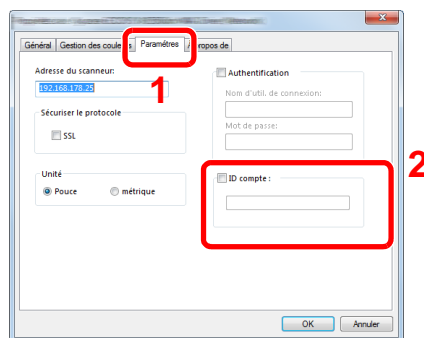 Général Gestion des coule s Paramètres A ropos de
Adresse du scanneur:
192.168.178.25
1
Sécuriser le protocole
SSL
Unité
Pouce métrique
Authentification
Nom d'util. de connexion:
Mot de passe:
ID compte :
2
OK Annuler